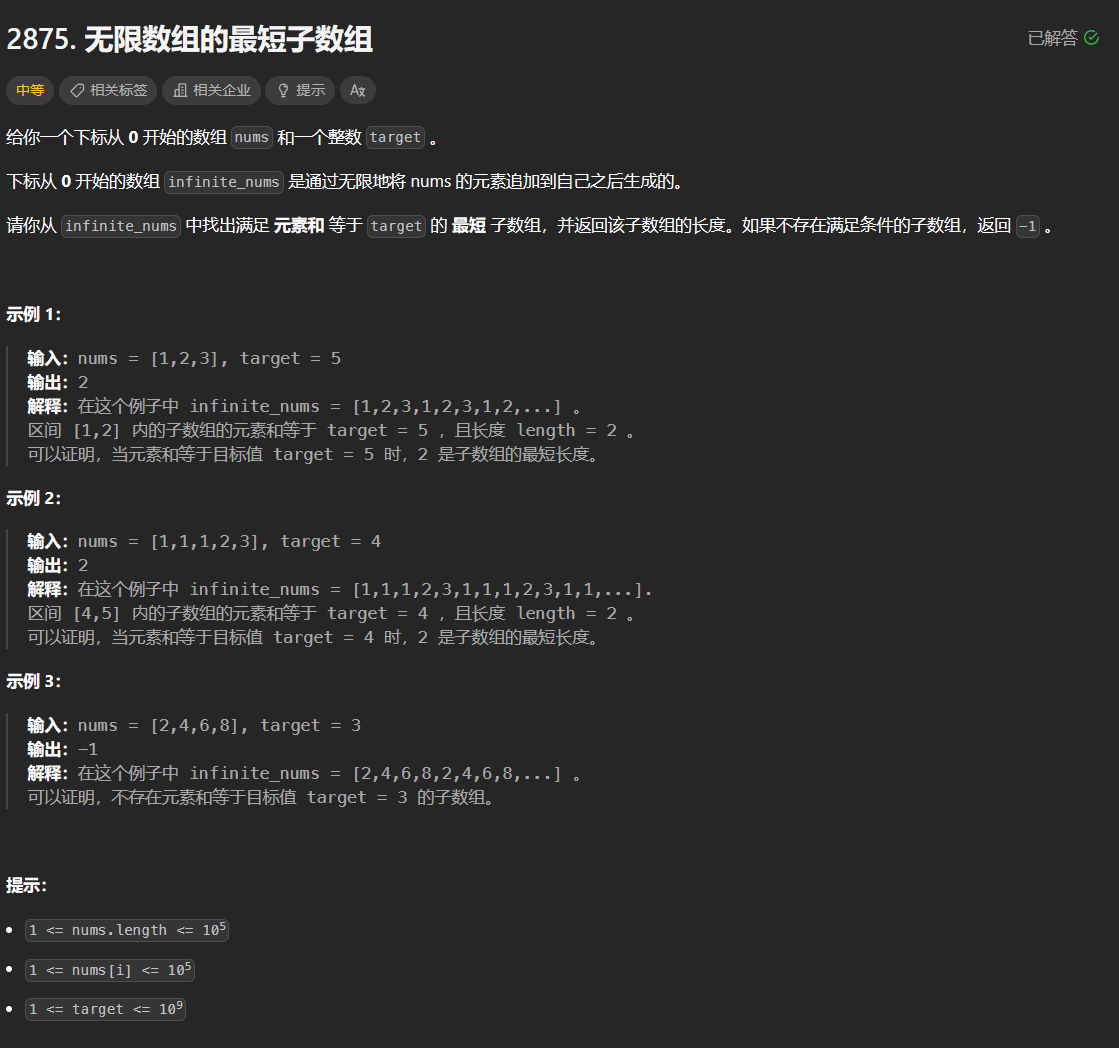 2875. 无限数组的最短子数组
已解答
中等 相关标签 相关企业 提示 Ax
给你一个下标从 0 开始的数组 nums 和一个整数 target 。
下标从 0 开始的数组 infinite_nums 是通过无限地将 nums 的元素追加到自己之后生成的。
请你从 infinite_nums 中找出满足 元素和 等于 target 的 最短 子数组，并返回该子数组的长度。如果不存在满足条件的子数组，返回 -1 。
示例 1：
输入：nums = [1,2,3], target = 5
输出：2
解释：在这个例子中 infinite_nums = [1,2,3,1,2,3,1,2,...] 。
区间 [1,2] 内的子数组的元素和等于 target = 5 ，且长度 length = 2 。
可以证明，当元素和等于目标值 target = 5 时，2 是子数组的最短长度。
示例 2：
输入：nums = [1,1,1,2,3], target = 4
输出：2
解释：在这个例子中 infinite_nums = [1,1,1,2,3,1,1,1,2,3,1,1,...].
区间 [4,5] 内的子数组的元素和等于 target = 4 ，且长度 length = 2 。
可以证明，当元素和等于目标值 target = 4 时，2 是子数组的最短长度。
示例 3：
输入：nums = [2,4,6,8], target = 3
输出：-1
解释：在这个例子中 infinite_nums = [2,4,6,8,2,4,6,8,...] 。
可以证明，不存在元素和等于目标值 target = 3 的子数组。
提示：
1 <= nums.length <= 10⁵
1 <= nums[i] <= 10⁵
1 <= target <= 10⁹